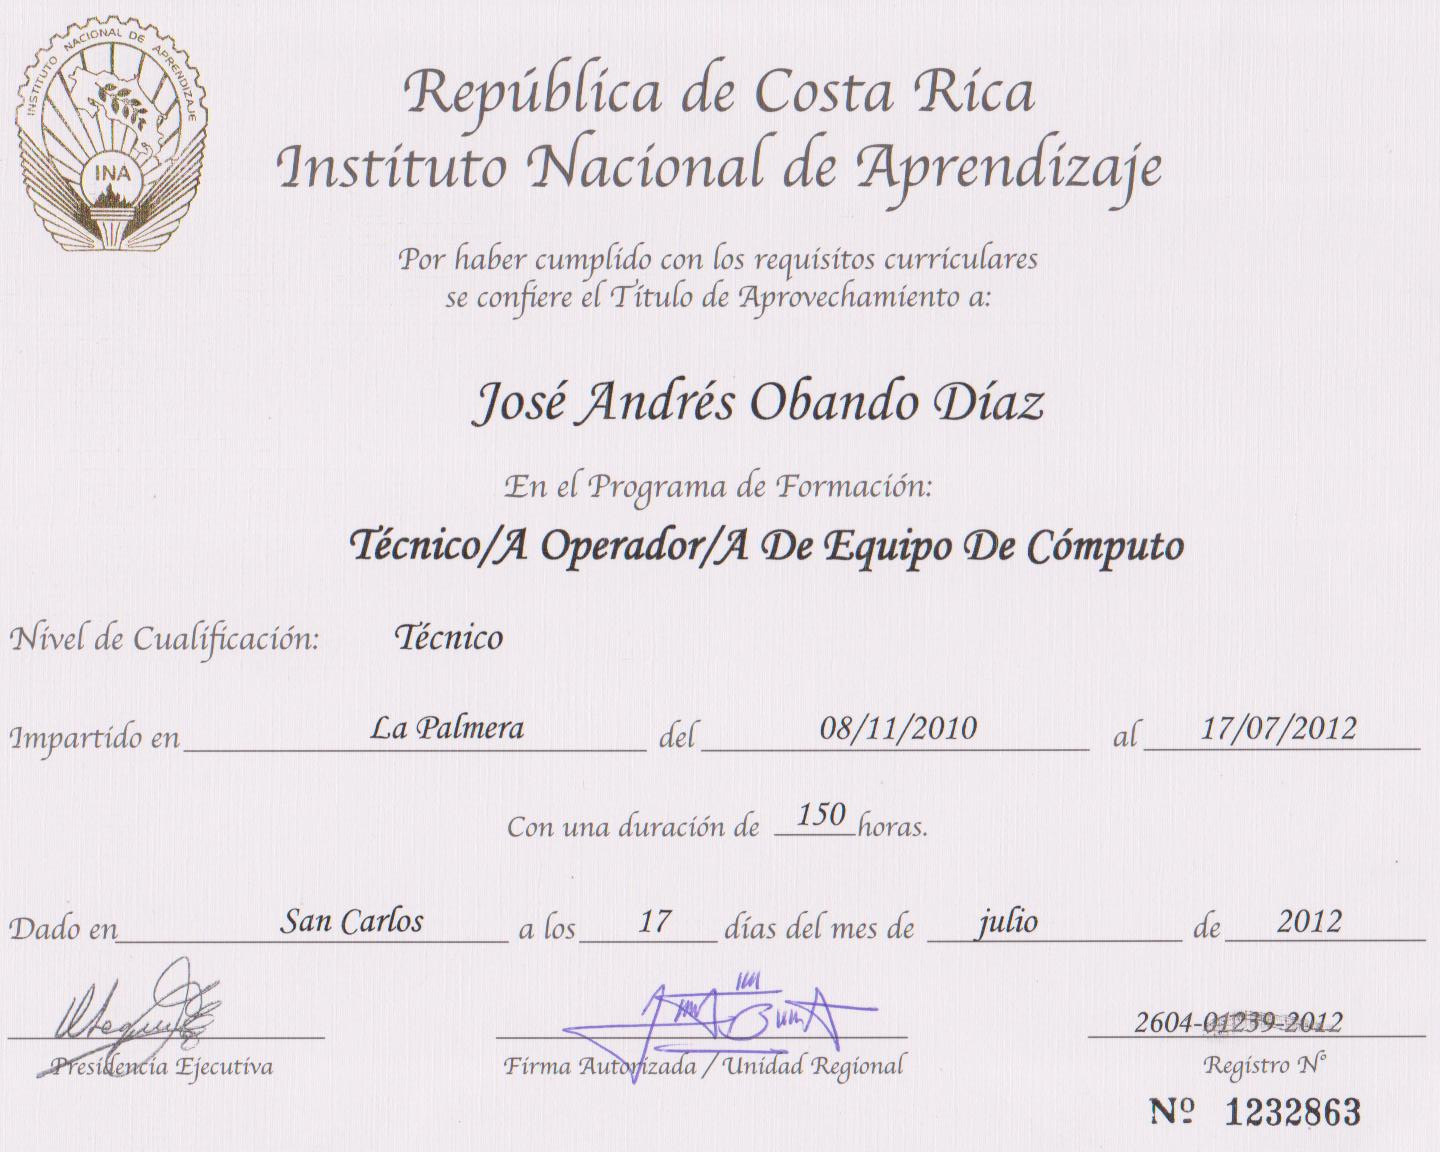 INSTITUTO NACIONAL DE APRENDIZAJE
INA
República de Costa Rica
Instituto Nacional de Aprendizaje
Por haber cumplido con los requisitos curriculares
se confiere el Título de Aprovechamiento a:
José Andrés Obando Díaz
En el Programa de Formación:
Técnico/A Operador/A De Equipo De Cómputo
Nivel de Cualificación: Técnico
Impartido en La Palmera del 08/11/2010 al 17/07/2012
Con una duración de 150 horas.
Dado en San Carlos a los 17 días del mes de julio de 2012
2604-01239-2012
Presidencia Ejecutiva Firma Autorizada / Unidad Regional Registro Nº
Nº 1232863